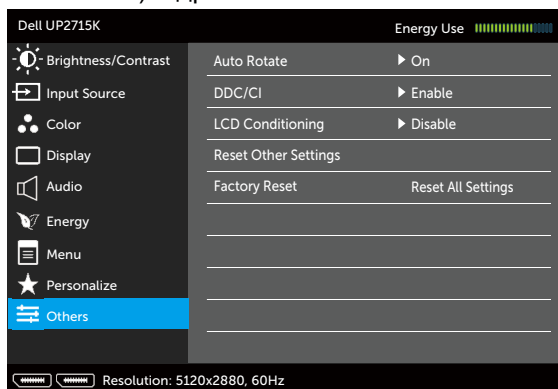 Dell UP2715K
Energy Use
Brightness/Contrast
Auto Rotate
On
Input Source
DDC/CI
Enable
Color
LCD Conditioning
Disable
Display
Reset Other Settings
Audio
Factory Reset
Reset All Settings
Energy
Menu
Personalize
Others
Resolution: 5120x2880, 60Hz